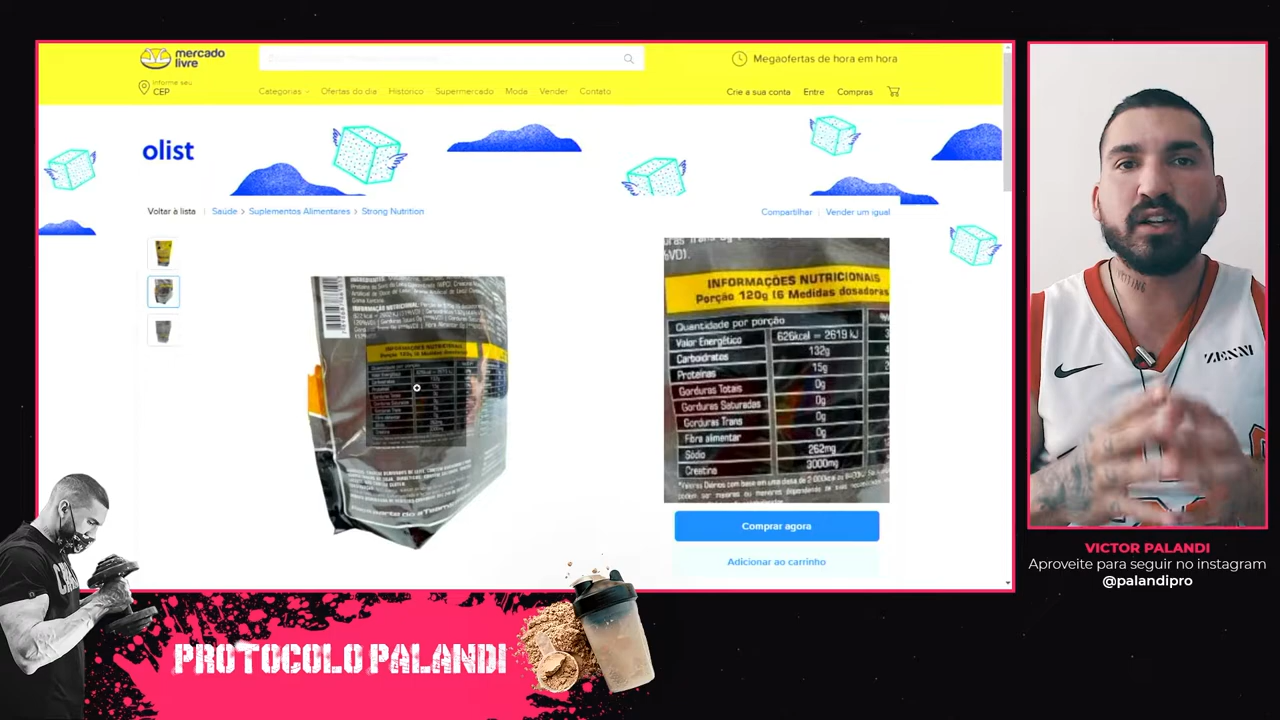 mercado
livre
Megaofertas de hora em hora
Informe seu
CEP
Categorias
Ofertas do dia
Histórico
Supermercado
Moda
Vender
Contato
Crie a sua conta
Entre
Compras
olist
Voltar à lista
Saúde > Suplementos Alimentares > Strong Nutrition
Compartilhar
Vender um igual
INFORMAÇÕES NUTRICIONAIS
Porção 120g (6 Medidas dosadoras
Quantidade por porção
Valor Energético 626kcal = 2619 kJ
Carboidratos 132g
Proteínas 15g
Gorduras Totais 0g
Gorduras Saturadas 0g
Gorduras Trans 0g
Fibra alimentar 0g
Sódio 262mg
Creatina 3000mg
Comprar agora
Adicionar ao carrinho
ZENNI
VICTOR PALANDI
Aproveite para seguir no instagram
@palandipro
PROTOCOLO PALANDI